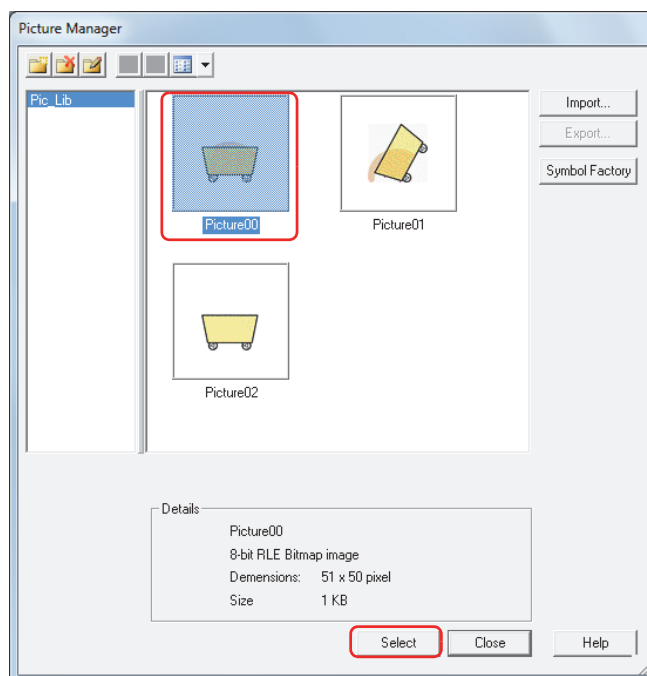 Picture Manager
Pic_Lib
Import...
Export...
Symbol Factory
Picture00
Picture01
Picture02
Details
Picture00
8-bit RLE Bitmap image
Demensions: 51 x 50 pixel
Size 1 KB
Select Close Help